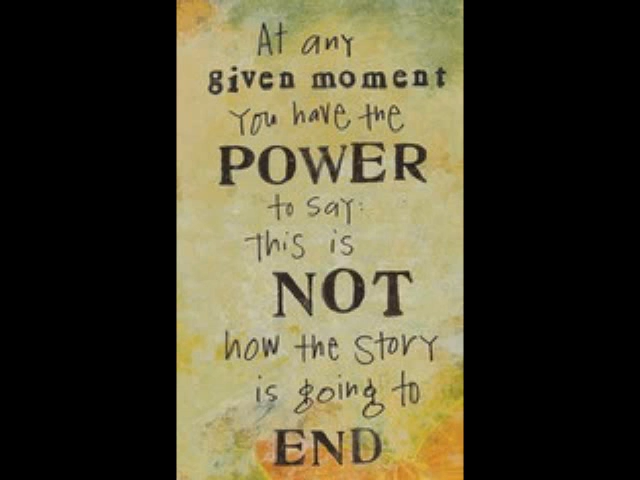 At any
given moment
You have the
POWER
to say:
this is
NOT
how the story
is going to
END